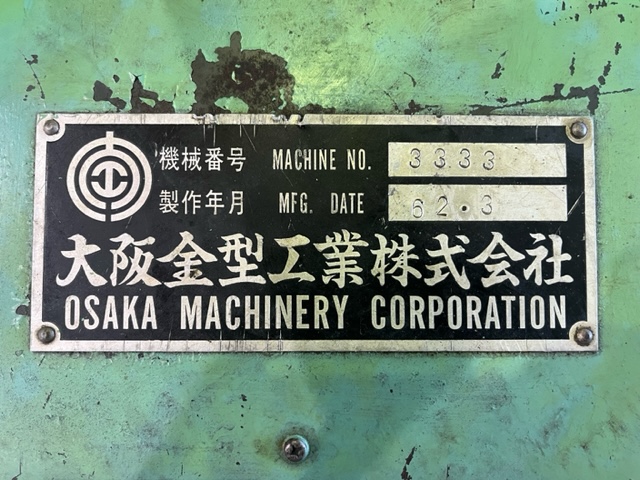 機械番号 MACHINE NO. 3333
製作年月 MFG. DATE 62.3
大阪金型工業株式会社
OSAKA MACHINERY CORPORATION